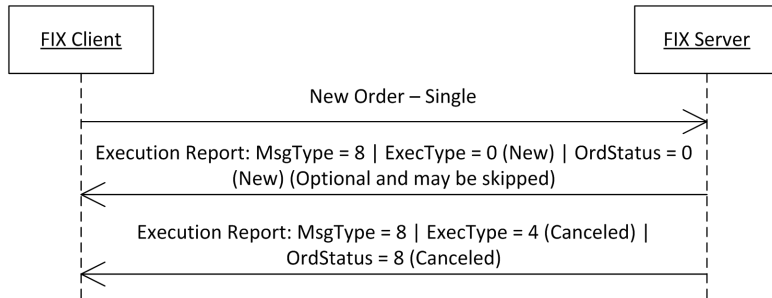 FIX Client
FIX Server
New Order – Single
Execution Report: MsgType = 8 | ExecType = 0 (New) | OrdStatus = 0
(New) (Optional and may be skipped)
Execution Report: MsgType = 8 | ExecType = 4 (Canceled) |
OrdStatus = 8 (Canceled)